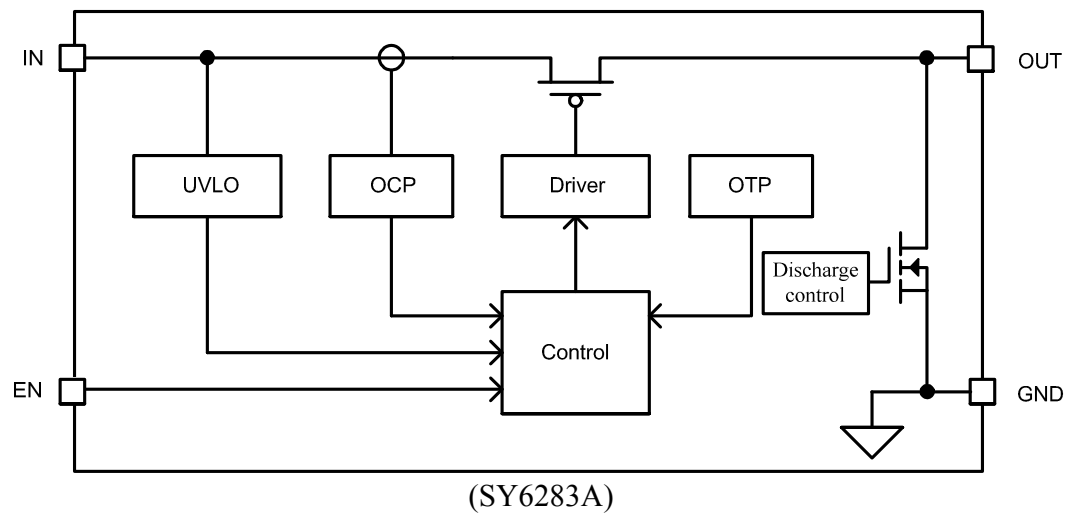 IN
OUT
UVLO
OCP
Driver
OTP
Discharge
control
Control
EN
GND
(SY6283A)